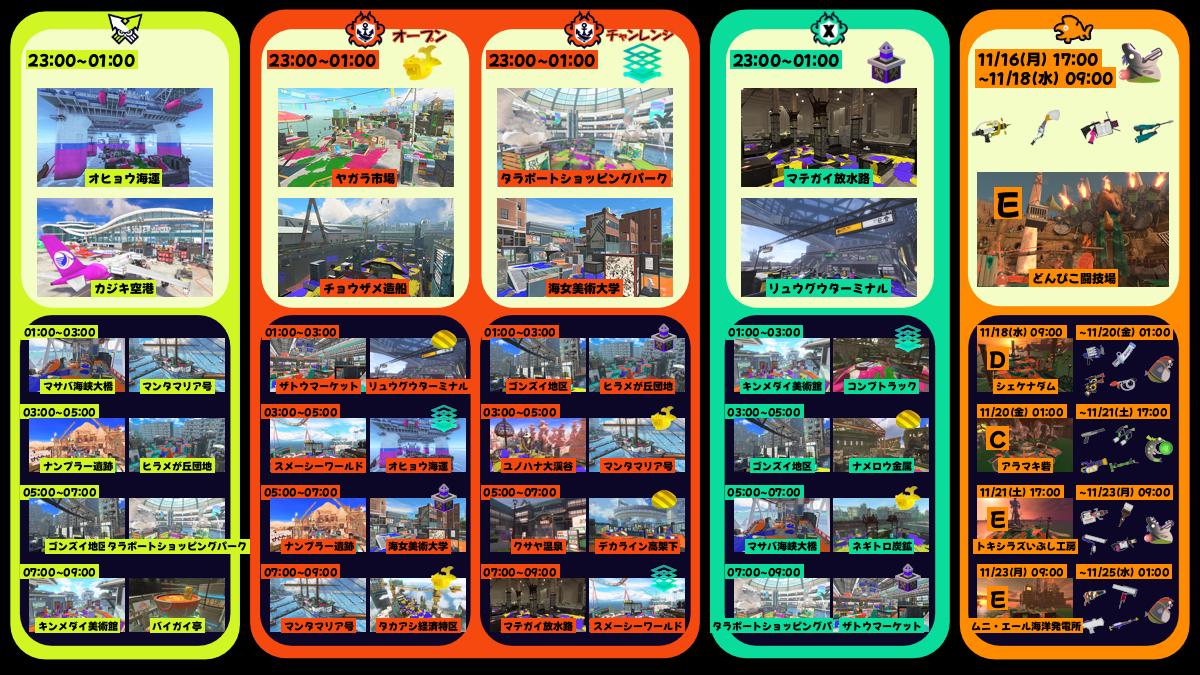 23:00~01:00
オヒョウ海運
カジキ空港
01:00~03:00
マサバ海峡大橋
マンタマリア号
03:00~05:00
ナンプラー遺跡
ヒラメが丘団地
05:00~07:00
ゴンズイ地区
タラポートショッピングパーク
07:00~09:00
キンメダイ美術館
バイガイ亭
オープン
23:00~01:00
ヤガラ市場
チョウザメ造船
チャレンジ
23:00~01:00
タラポートショッピングパーク
海女美術大学
01:00~03:00
ザトウマーケット
リュウグウターミナル
03:00~05:00
スメーシーワールド
オヒョウ海運
05:00~07:00
ナンプラー遺跡
海女美術大学
07:00~09:00
マンタマリア号
タカアシ経済特区
01:00~03:00
ゴンズイ地区
ヒラメが丘団地
03:00~05:00
ユノハナ大渓谷
マンタマリア号
05:00~07:00
クサヤ温泉
デカライン高架下
07:00~09:00
マテガイ放水路
スメーシーワールド
X
23:00~01:00
マテガイ放水路
リュウグウターミナル
01:00~03:00
キンメダイ美術館
コンブトラック
03:00~05:00
ゴンズイ地区
ナメロウ金属
05:00~07:00
マサバ海峡大橋
ネギトロ炭鉱
07:00~09:00
タラポートショッピングパ
ザトウマーケット
11/16(月) 17:00
~11/18(水) 09:00
E
どんぴこ闘技場
11/18(水) 09:00
~11/20(金) 01:00
D
シェケナダム
11/20(金) 01:00
~11/21(土) 17:00
C
アラマキ砦
11/21(土) 17:00
~11/23(月) 09:00
E
トキシラズいぶし工房
11/23(月) 09:00
~11/25(水) 01:00
E
ムニ・エール海洋発電所